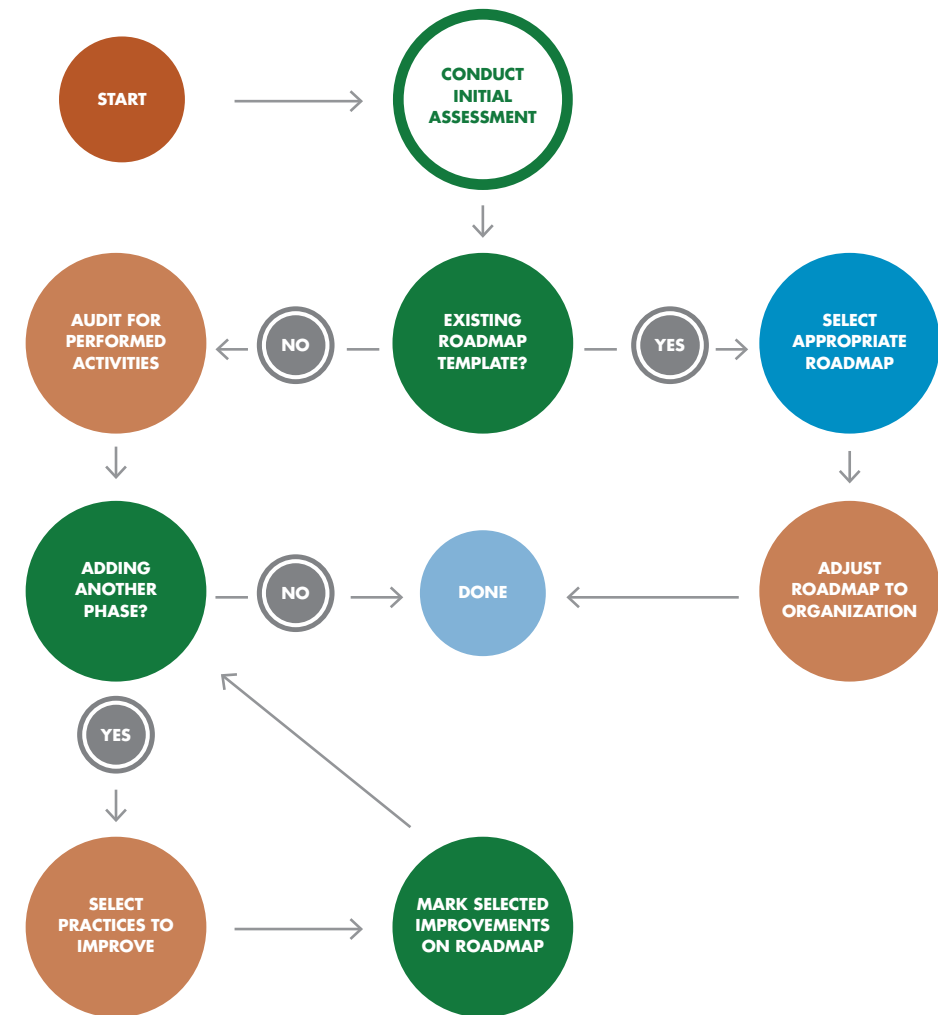 START
CONDUCT
INITIAL
ASSESSMENT
AUDIT FOR
PERFORMED
ACTIVITIES
NO
EXISTING
ROADMAP
TEMPLATE?
YES
SELECT
APPROPRIATE
ROADMAP
ADDING
ANOTHER
PHASE?
NO
DONE
ADJUST
ROADMAP TO
ORGANIZATION
YES
SELECT
PRACTICES TO
IMPROVE
MARK SELECTED
IMPROVEMENTS
ON ROADMAP